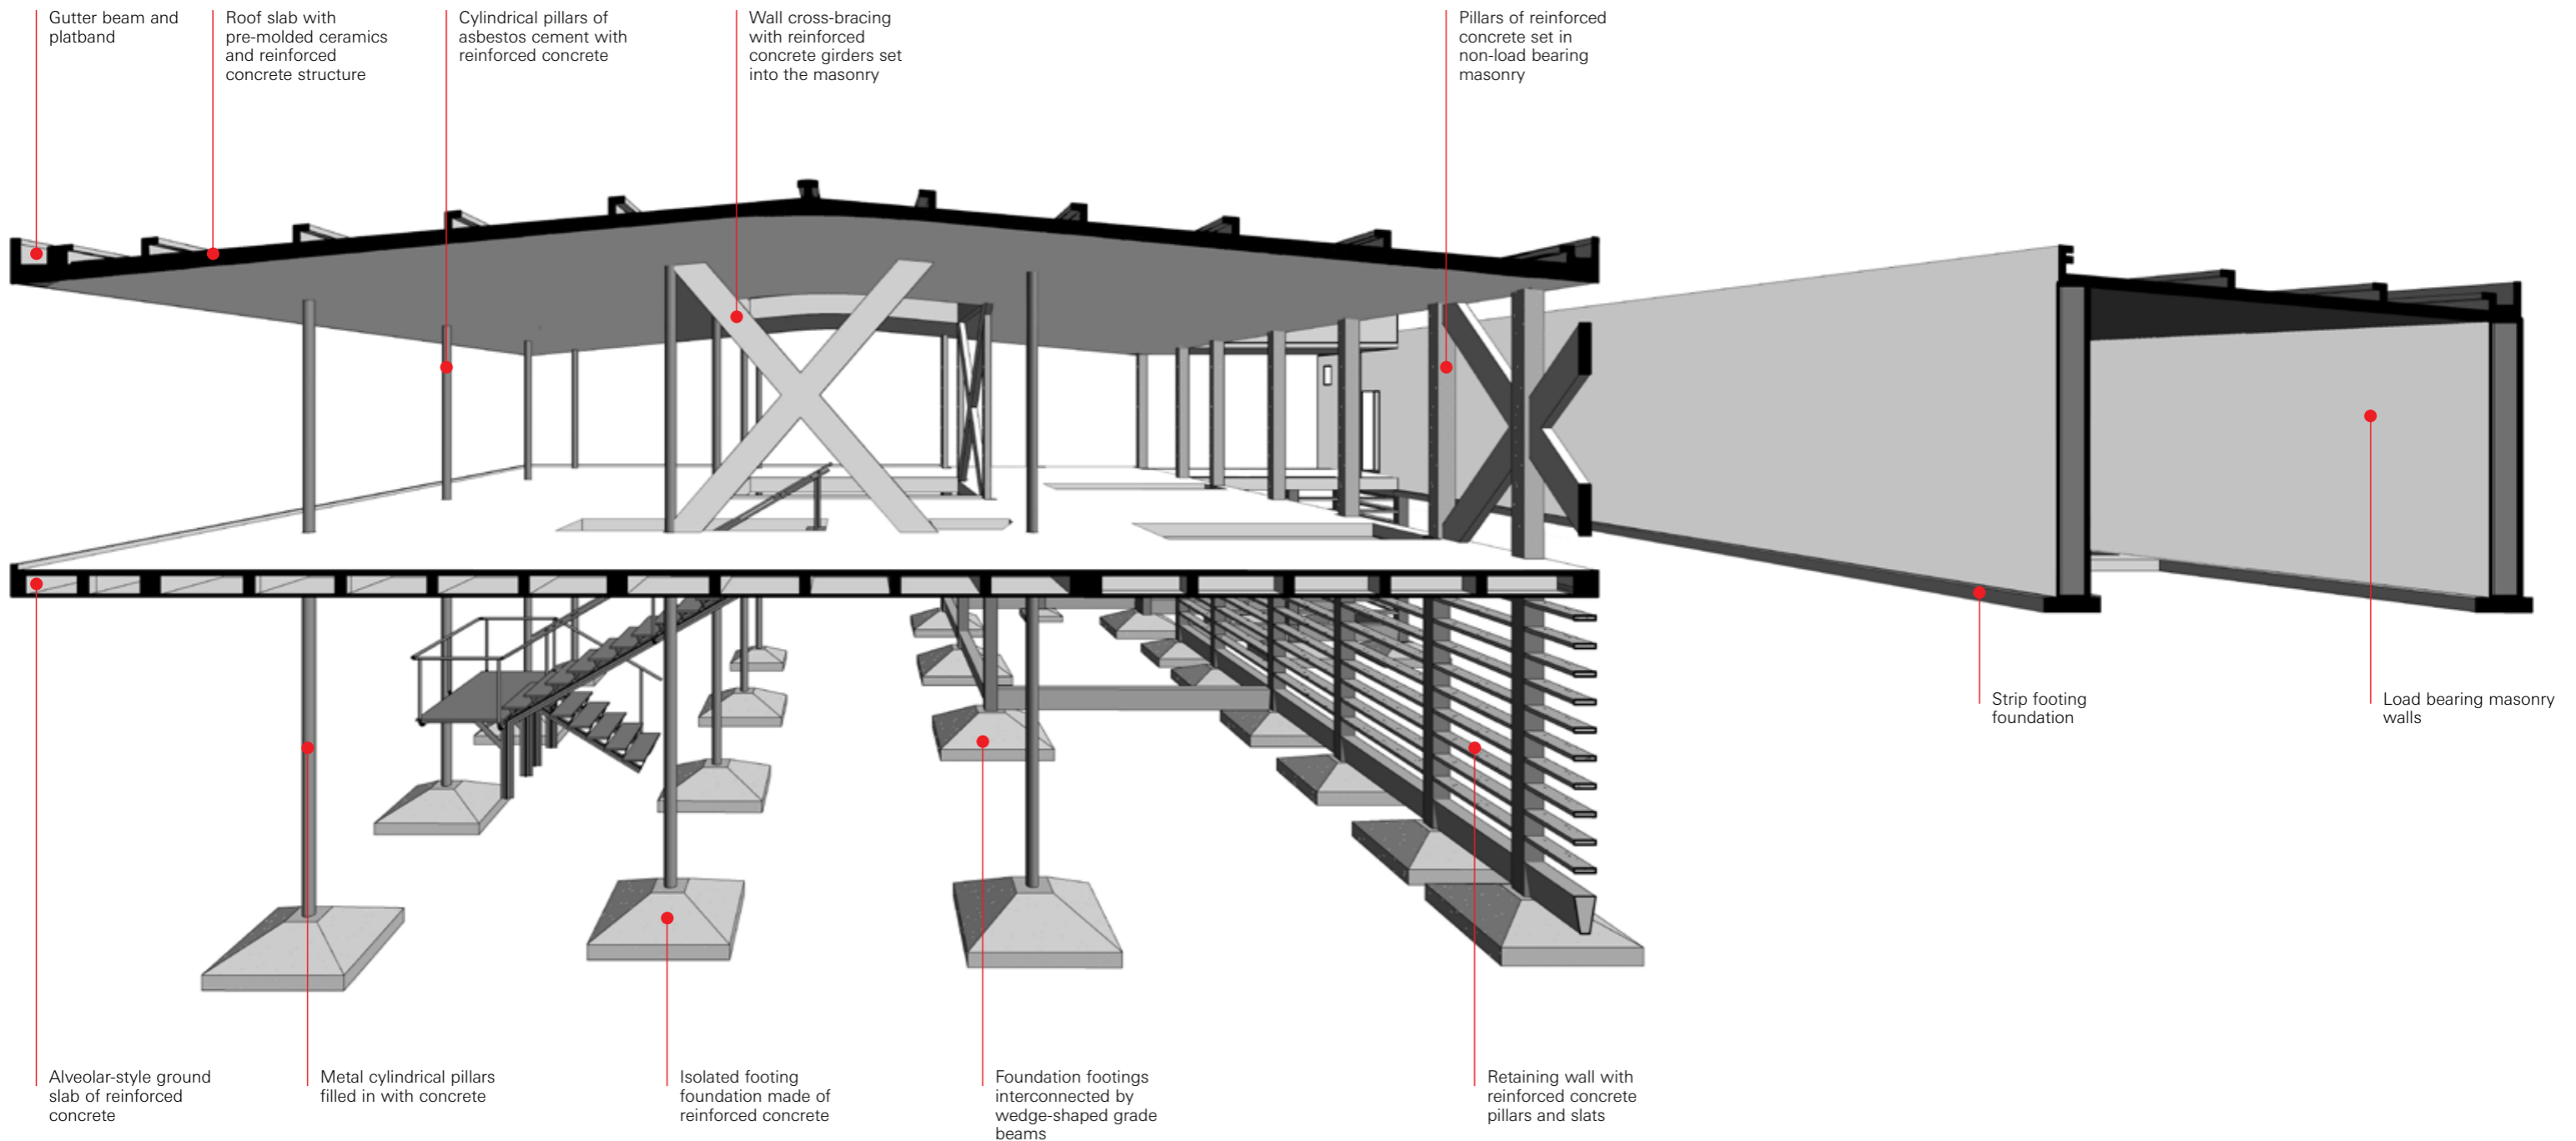 Gutter beam and
platband
Roof slab with
pre-molded ceramics
and reinforced
concrete structure
Cylindrical pillars of
asbestos cement with
reinforced concrete
Wall cross-bracing
with reinforced
concrete girders set
into the masonry
Pillars of reinforced
concrete set in
non-load bearing
masonry
Strip footing
foundation
Load bearing masonry
walls
Alveolar-style ground
slab of reinforced
concrete
Metal cylindrical pillars
filled in with concrete
Isolated footing
foundation made of
reinforced concrete
Foundation footings
interconnected by
wedge-shaped grade
beams
Retaining wall with
reinforced concrete
pillars and slats